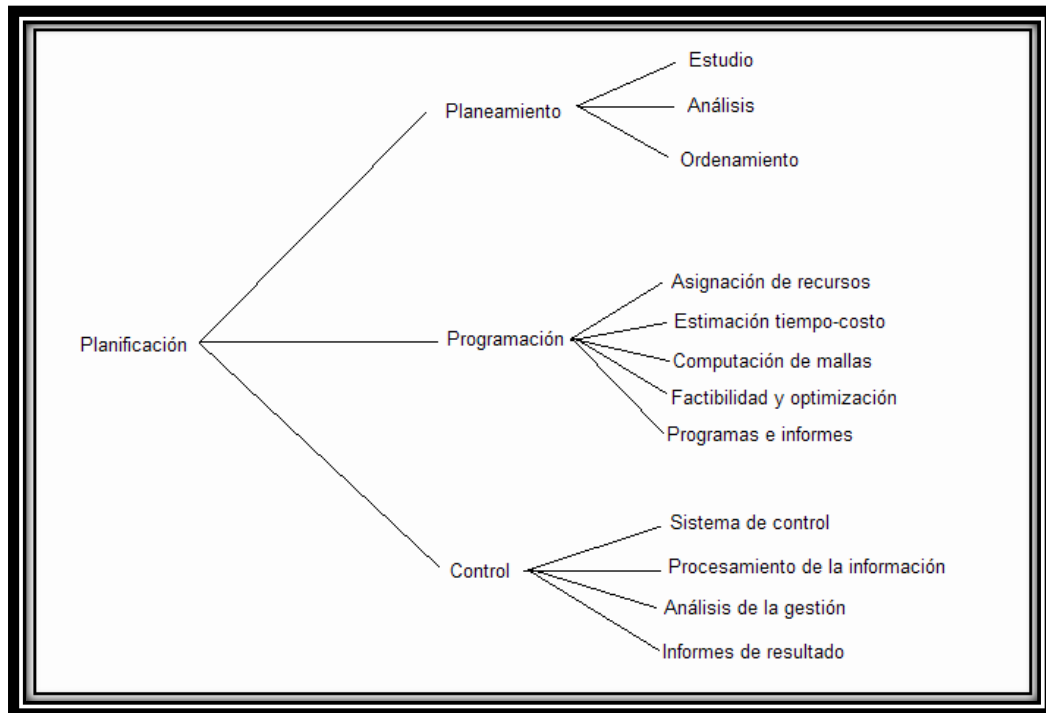 Planificación
Planeamiento
Estudio
Análisis
Ordenamiento
Programación
Asignación de recursos
Estimación tiempo-costo
Computación de mallas
Factibilidad y optimización
Programas e informes
Control
Sistema de control
Procesamiento de la información
Análisis de la gestión
Informes de resultado